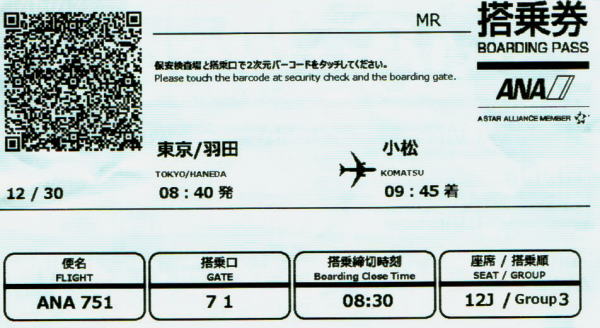 MR
搭乗券
BOARDING PASS
保安検査場と搭乗口で2次元バーコードをタッチしてください。
Please touch the barcode at security check and the boarding gate.
ANA
A STAR ALLIANCE MEMBER
東京/羽田
小松
TOKYO/HANEDA
KOMATSU
12 / 30
08:40 発
09:45 着
便名
FLIGHT
ANA 751
搭乗口
GATE
71
搭乗締切時刻
Boarding Close Time
08:30
座席 / 搭乗順
SEAT / GROUP
12J / Group 3